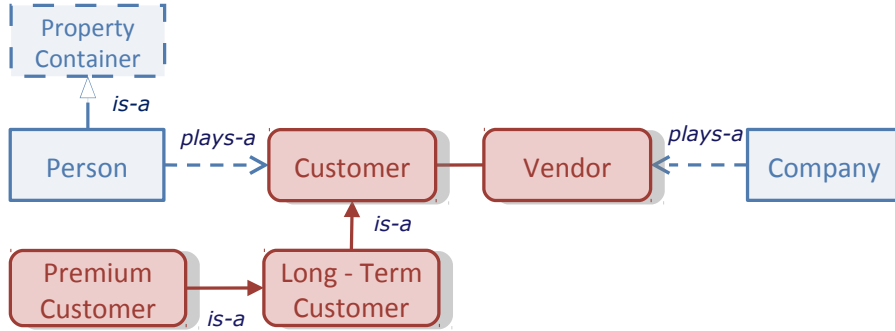 Property
Container
is-a
plays-a
plays-a
Person
Customer
Vendor
Company
is-a
Premium
Customer
Long - Term
Customer
is-a